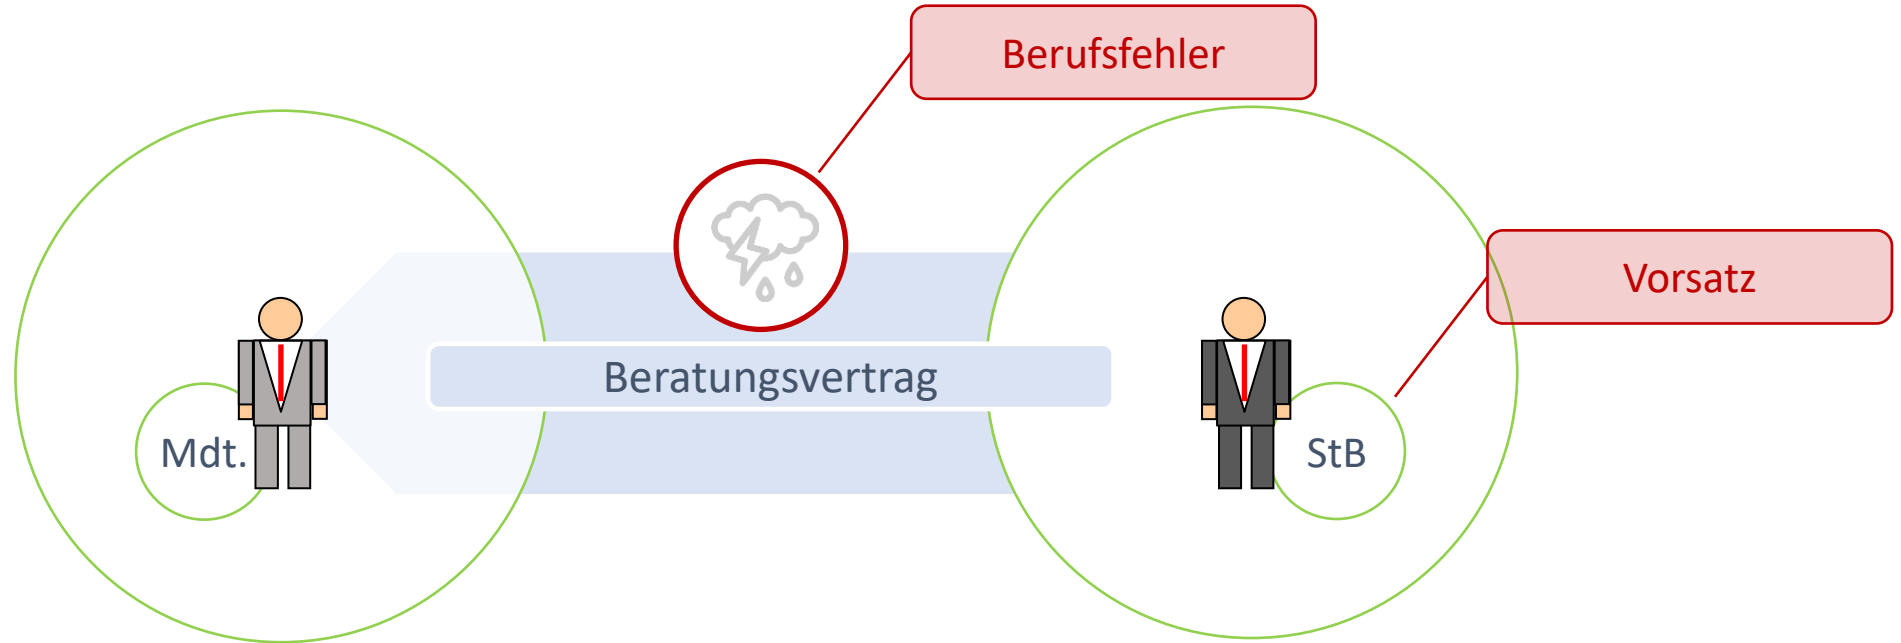 Berufsfehler
Vorsatz
Beratungsvertrag
Mdt.
StB